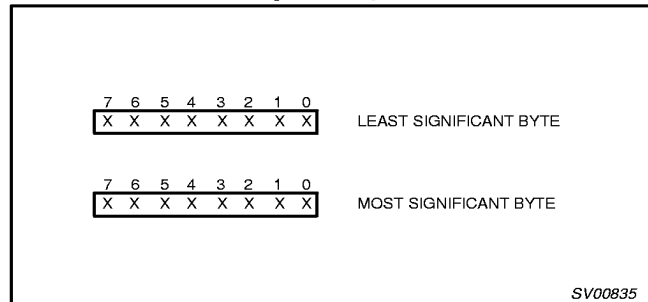 7 6 5 4 3 2 1 0
X X X X X X X X LEAST SIGNIFICANT BYTE
7 6 5 4 3 2 1 0
X X X X X X X X MOST SIGNIFICANT BYTE
SV00835